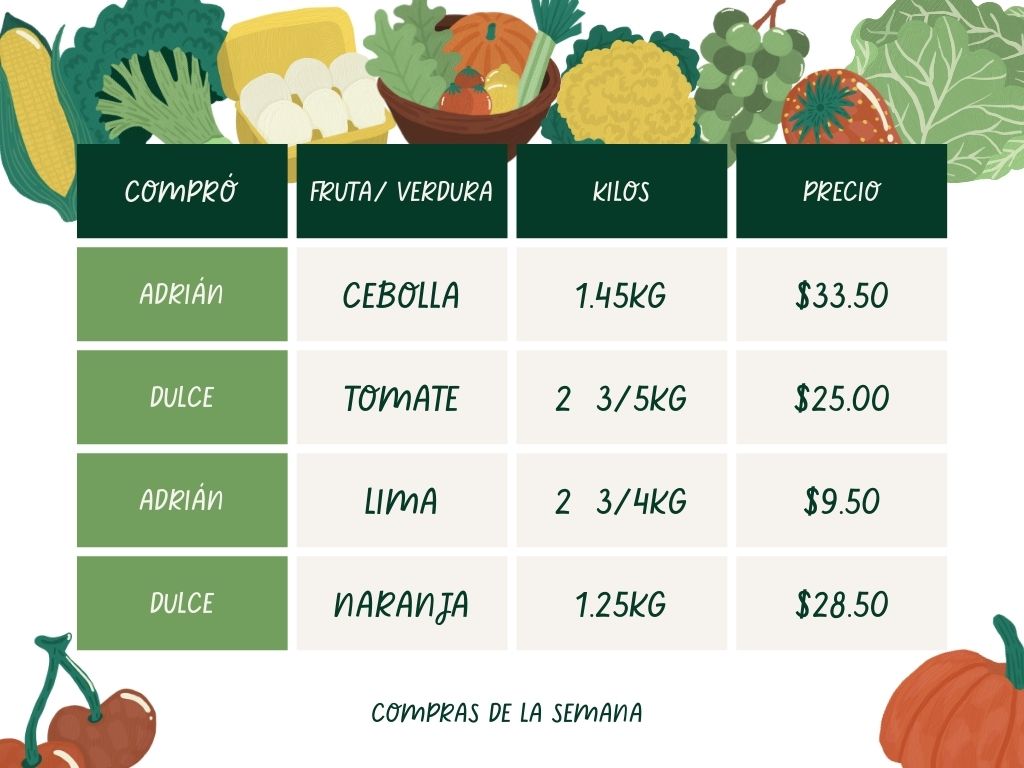 COMPRÓ FRUTA/ VERDURA KILOS PRECIO
ADRIÁN CEBOLLA 1.45KG $33.50
DULCE TOMATE 2 3/5KG $25.00
ADRIÁN LIMA 2 3/4KG $9.50
DULCE NARANJA 1.25KG $28.50
COMPRAS DE LA SEMANA